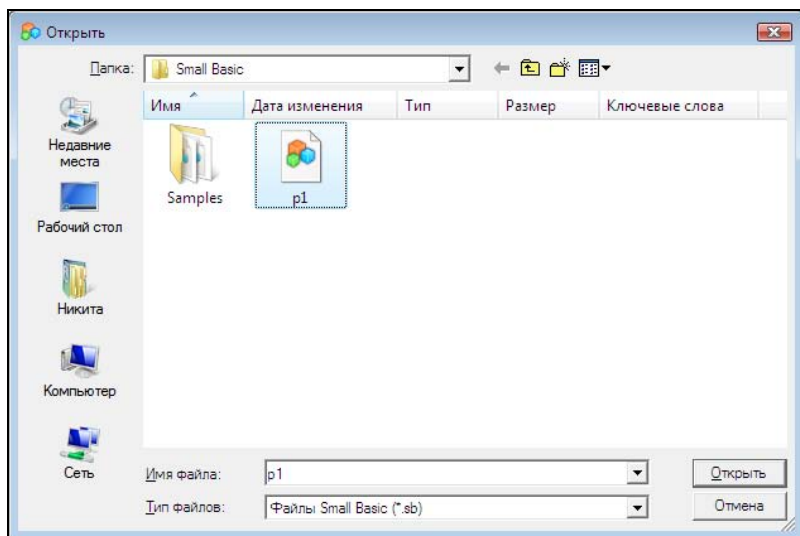 Открыть
Папка: Small Basic
Имя Дата изменения Тип Размер Ключевые слова
Недавние
места
Samples p1
Рабочий стол
Никита
Компьютер
Сеть
Имя файла: p1 Открыть
Тип файлов: Файлы Small Basic (*.sb) Отмена